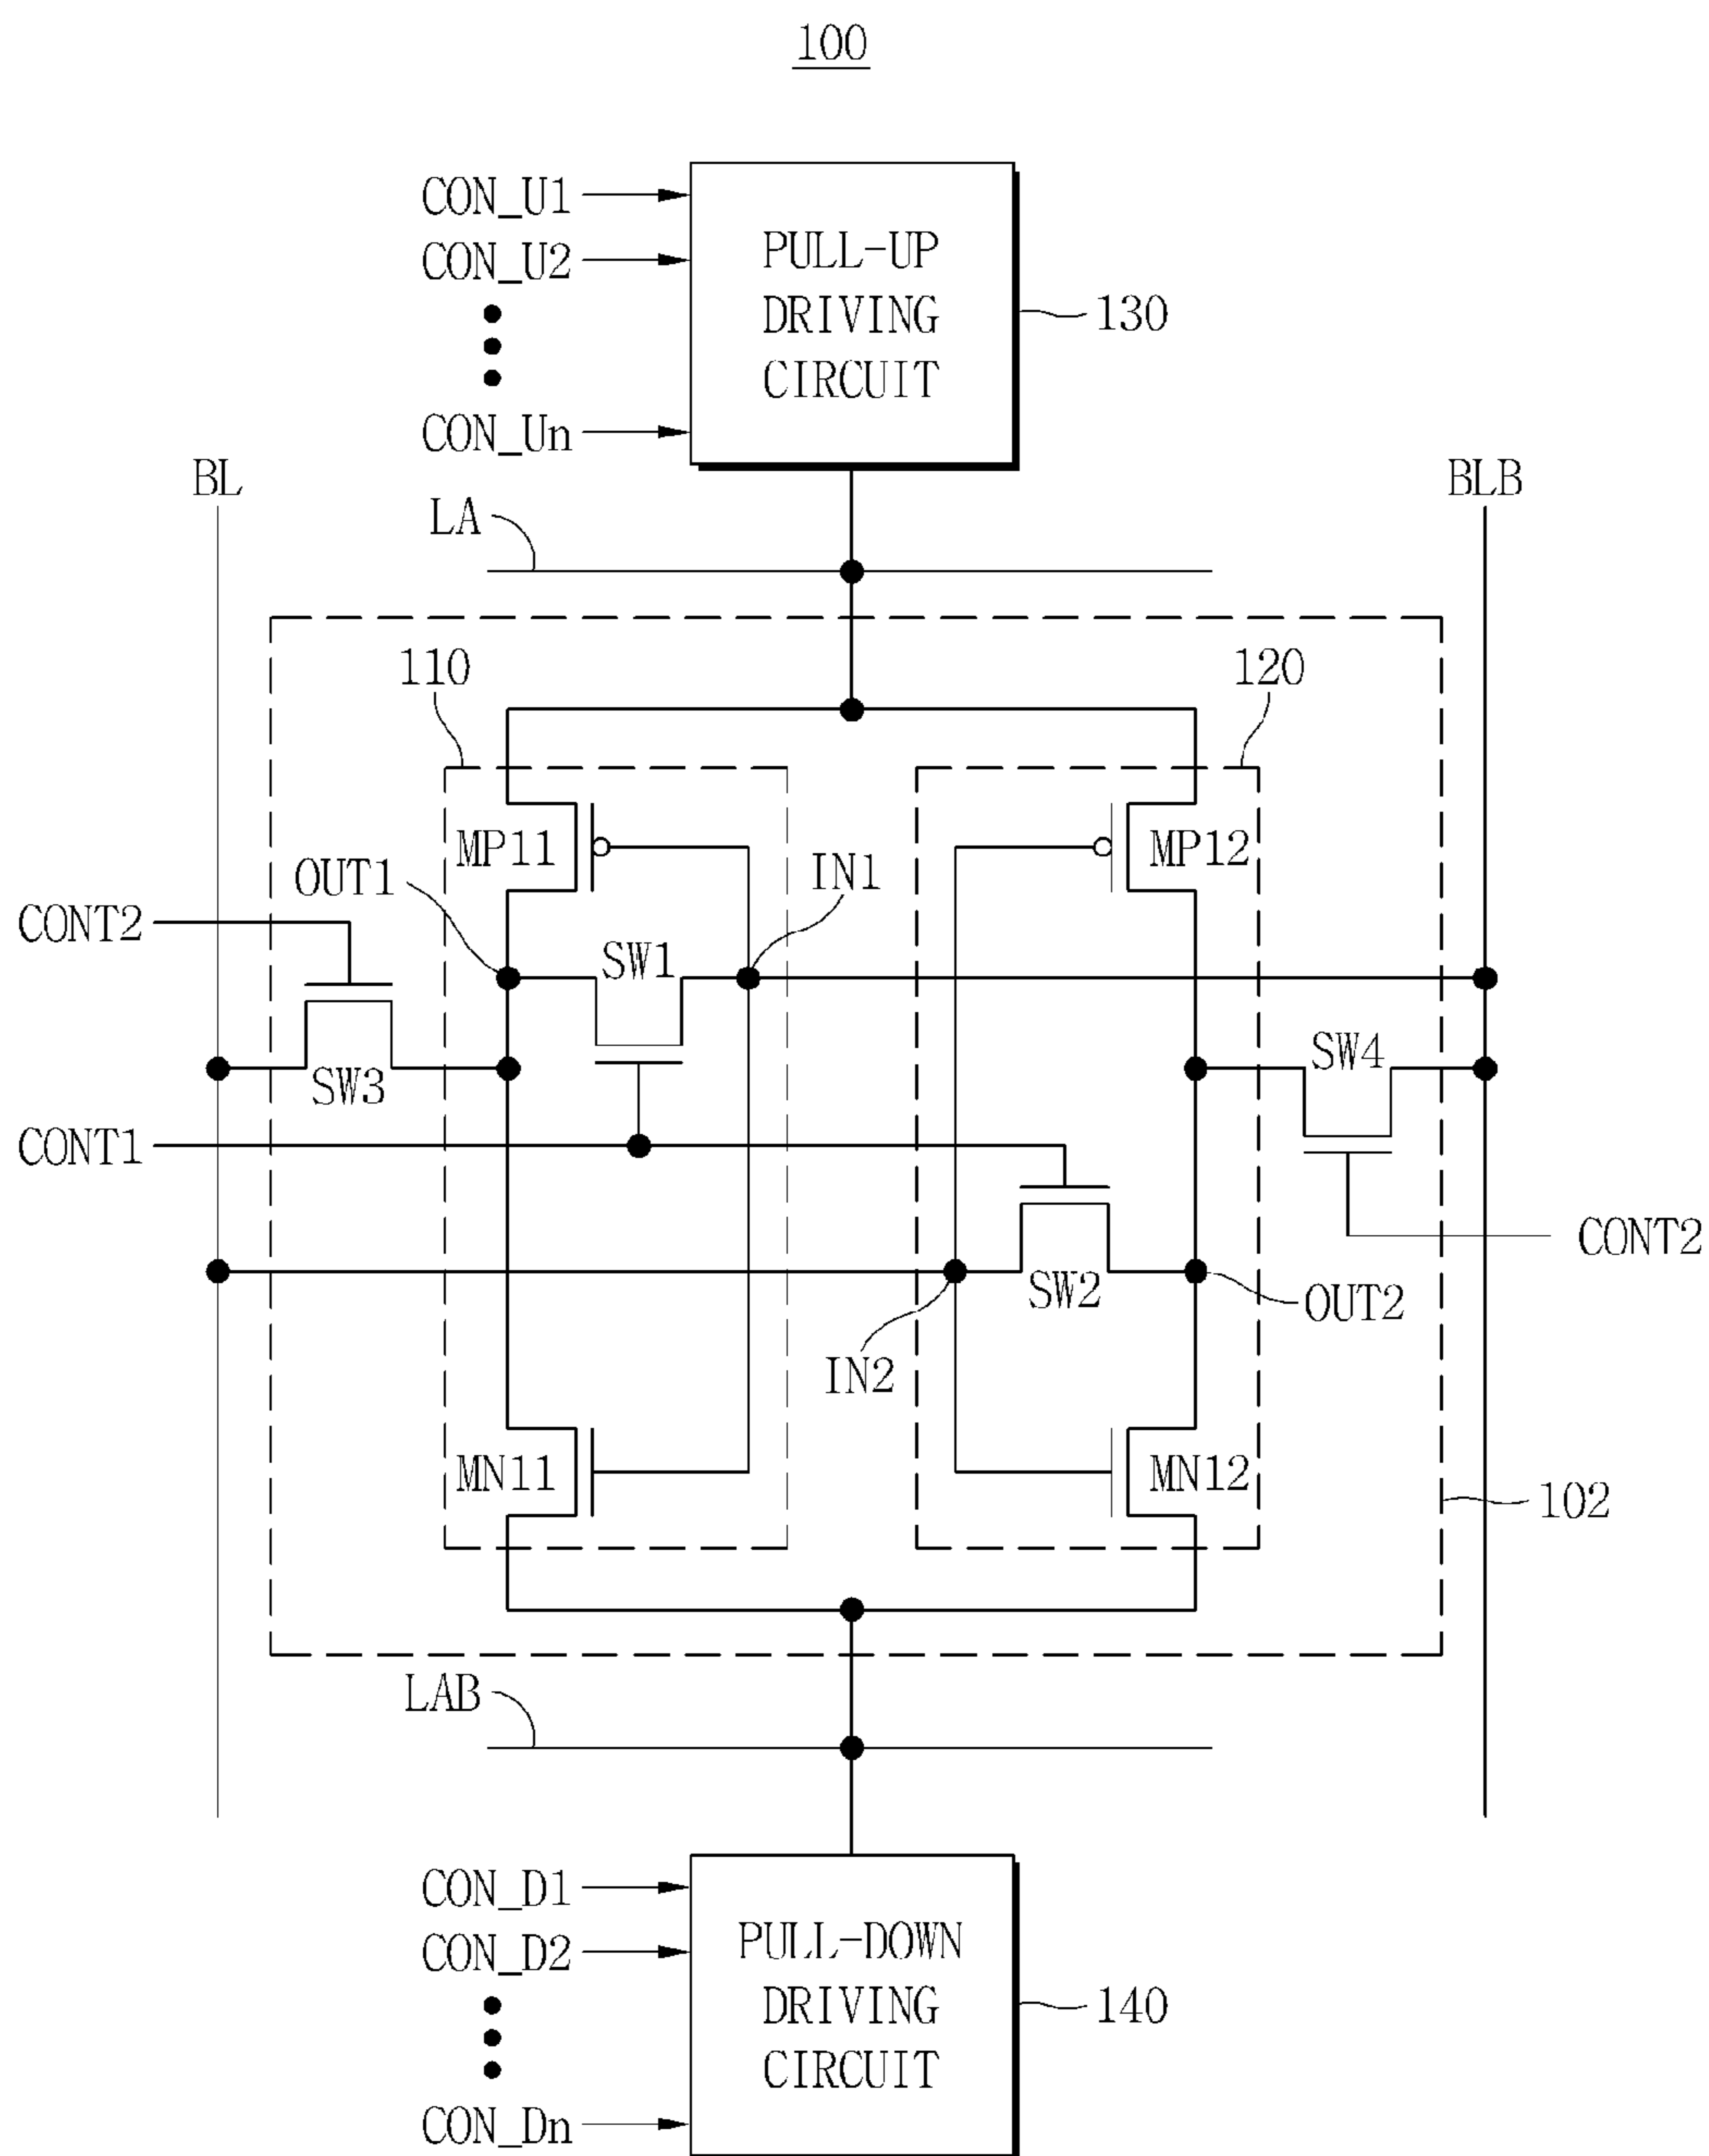 100
CON_U1
CON_U2
CON_Un
PULL-UP
DRIVING
CIRCUIT
130
BL
BLB
LA
110
120
MP11
MP12
OUT1
IN1
CONT2
SW1
SW3
SW4
CONT1
CONT2
SW2
OUT2
IN2
MN11
MN12
102
LAB
CON_D1
CON_D2
CON_Dn
PULL-DOWN
DRIVING
CIRCUIT
140